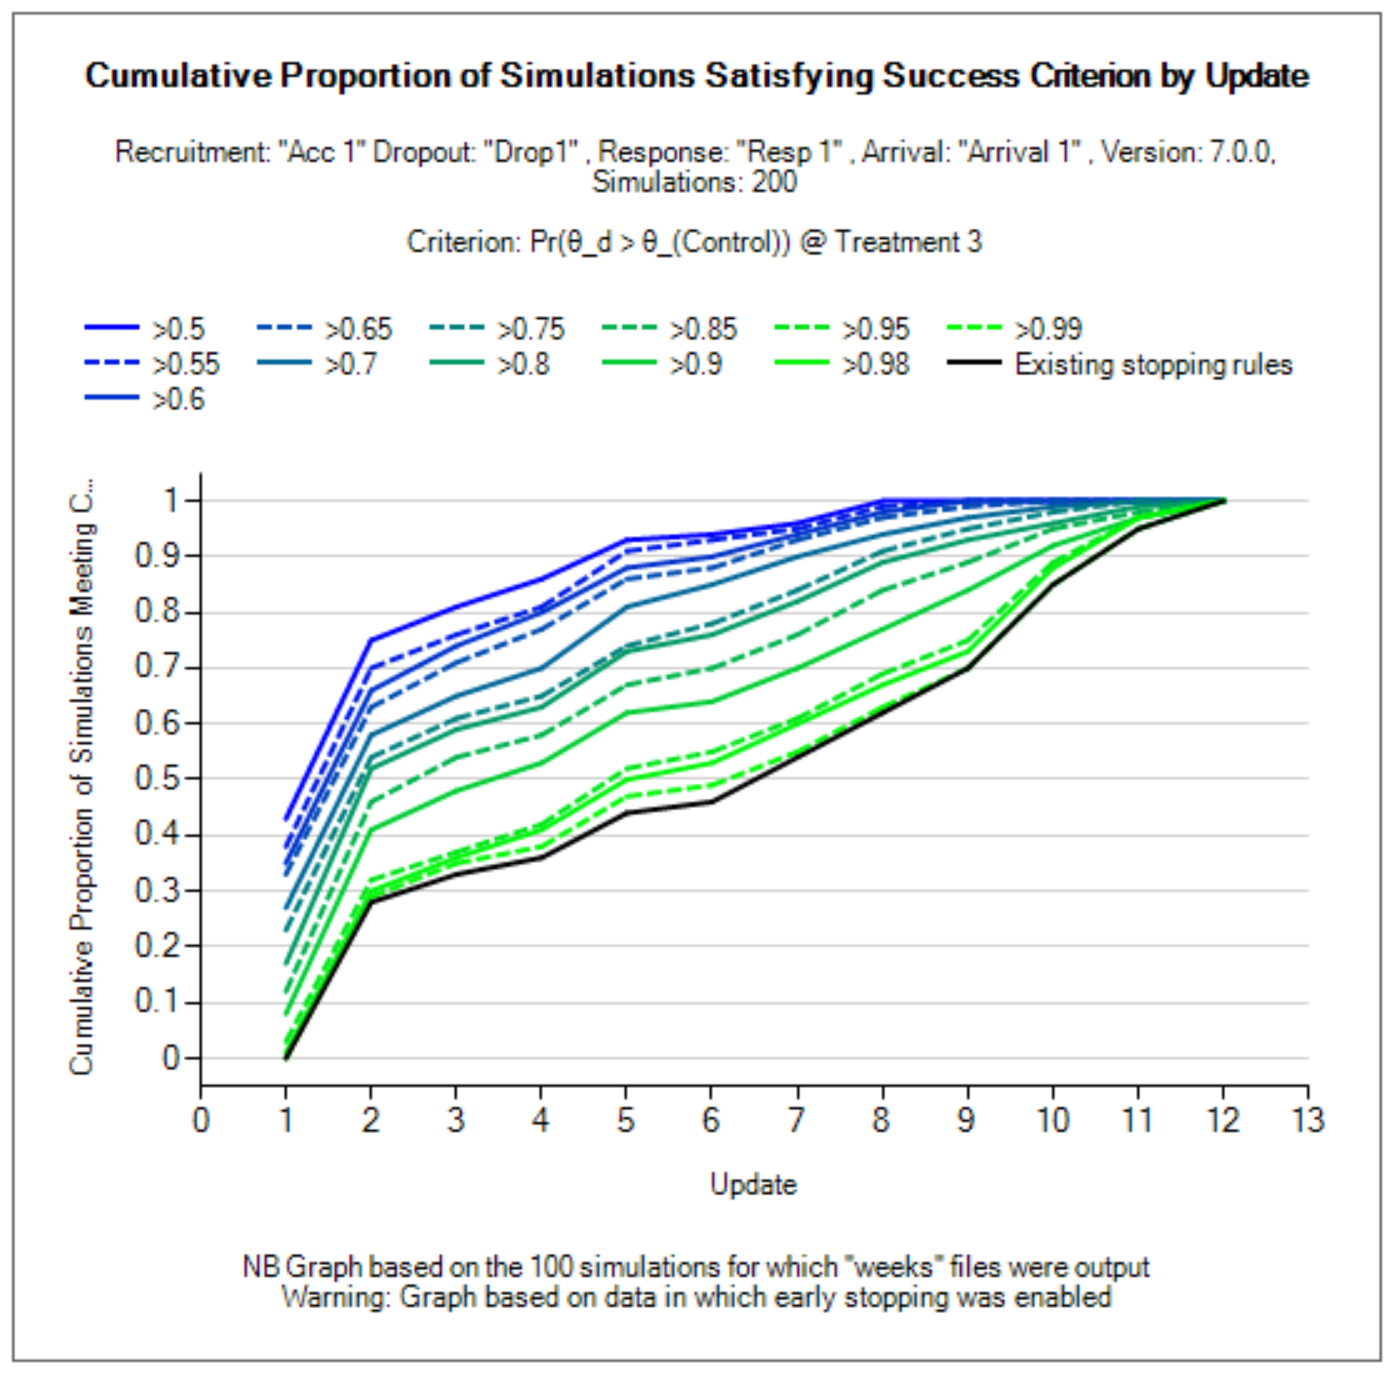 Cumulative Proportion of Simulations Satisfying Success Criterion by Update
Recruitment: "Acc 1" Dropout: "Drop1" , Response: "Resp 1" , Arrival: "Arrival 1" , Version: 7.0.0,
Simulations: 200
Criterion: Pr(θ_d > θ_(Control)) @ Treatment 3
>0.5 >0.65 >0.75 >0.85 >0.95 >0.99
>0.55 >0.7 >0.8 >0.9 >0.98 Existing stopping rules
>0.6
Cumulative Proportion of Simulations Meeting C...
1
0.9
0.8
0.7
0.6
0.5
0.4
0.3
0.2
0.1
0
0 1 2 3 4 5 6 7 8 9 10 11 12 13
Update
NB Graph based on the 100 simulations for which "weeks" files were output
Warning: Graph based on data in which early stopping was enabled